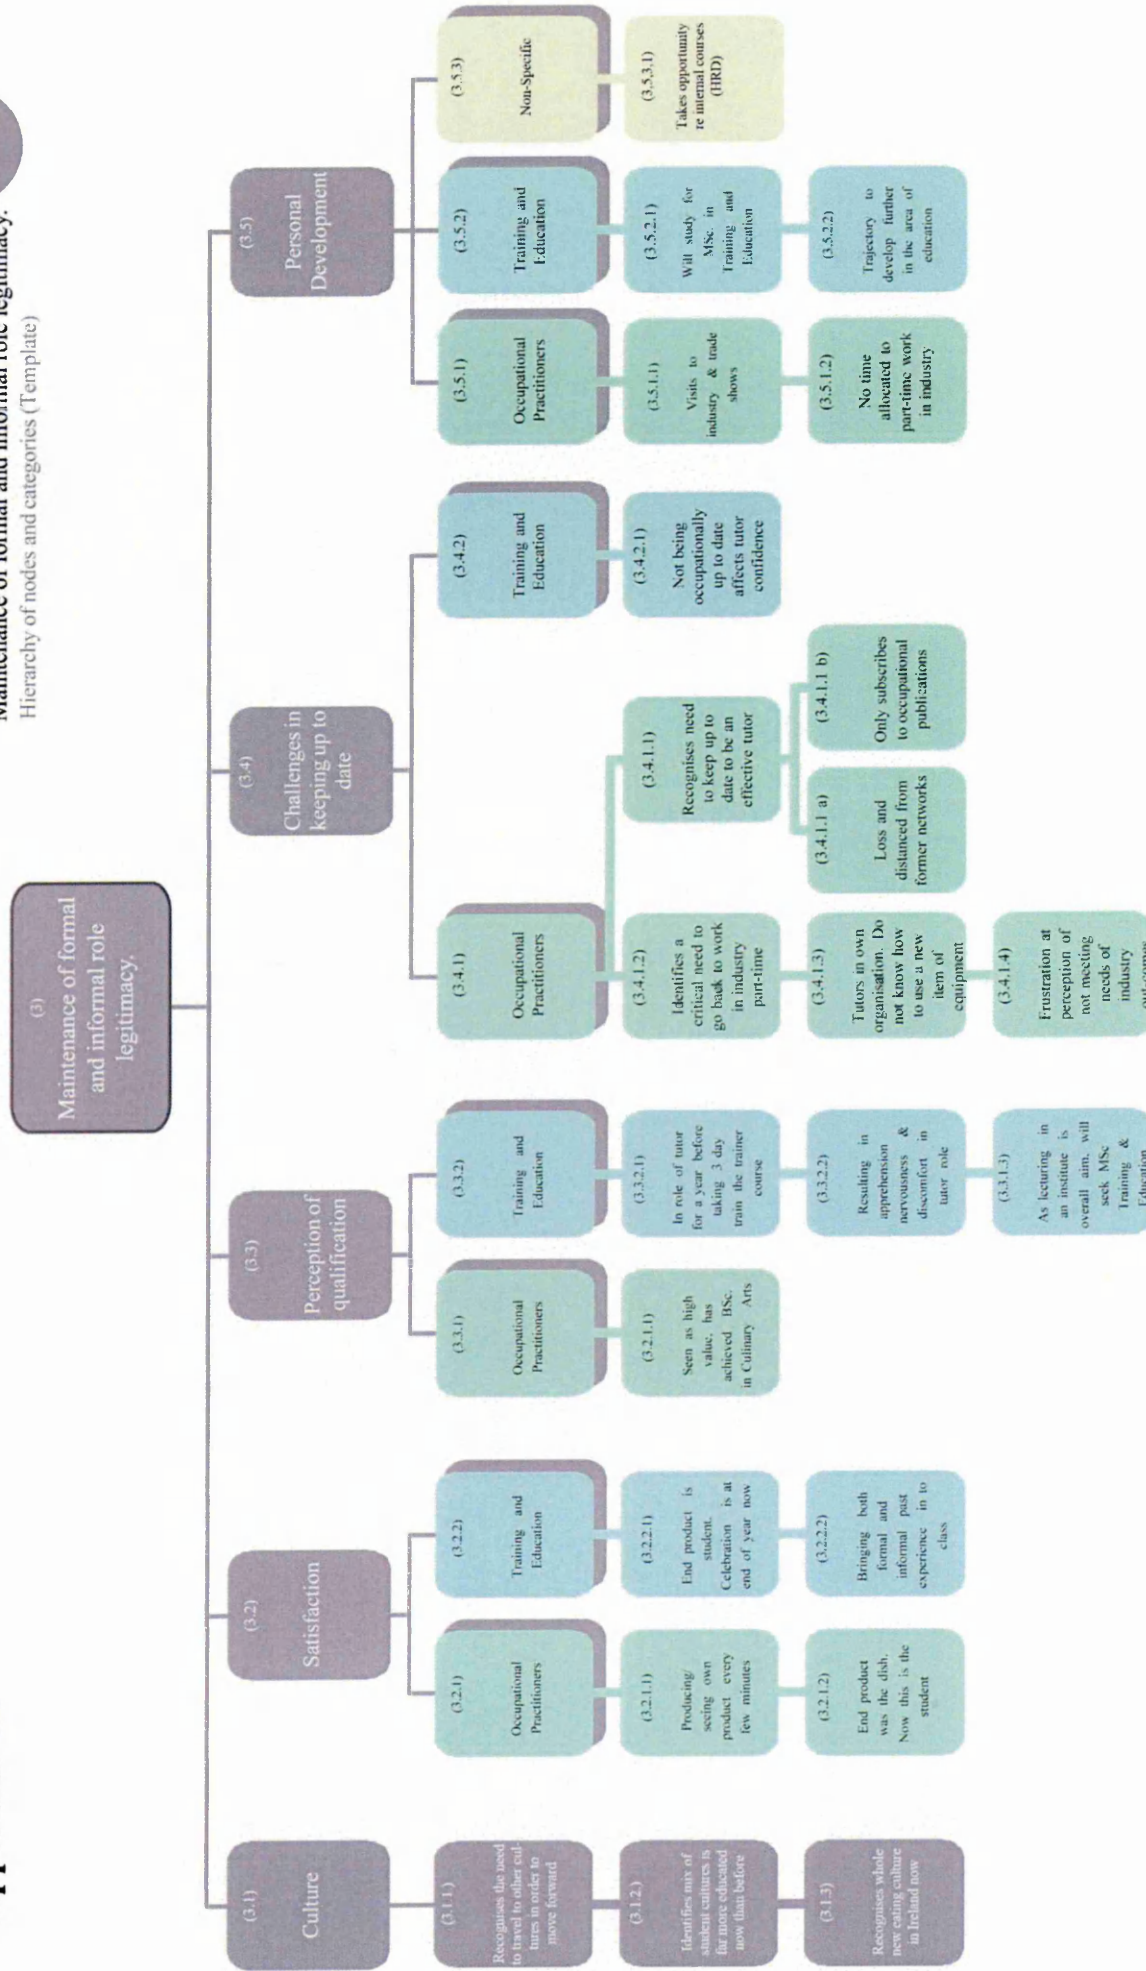 Maintenance of formal and informal role legitimacy.
Hierarchy of nodes and categories (Template)
(3)
Maintenance of formal
and informal role
legitimacy.
(3.1)
Culture
(3.1.1.)
Recognises the need
to travel to other cul-
tures in order to
move forward
(3.1.2.)
Identifies mix of
student cultures is
far more educated
now than before
(3.1.3)
Recognises whole
new eating culture
in Ireland now
(3.2)
Satisfaction
(3.2.1)
Occupational
Practitioners
(3.2.1.1)
Producing/
seeing own
product every
few minutes
(3.2.1.2)
End product
was the dish.
Now this is the
student
(3.2.2)
Training and
Education
(3.2.2.1)
End product is
student.
Celebration is at
end of year now
(3.2.2.2)
Bringing both
formal and
informal past
experience in to
class
(3.3)
Perception of
qualification
(3.3.1)
Occupational
Practitioners
(3.2.1.1)
Seen as high
value, has
achieved BSc.
in Culinary Arts
(3.3.2)
Training and
Education
(3.3.2.1)
In role of tutor
for a year before
taking 3 day
train the trainer
course
(3.3.2.2)
Resulting in
apprehension
nervousness &
discomfort in
tutor role
(3.3.1.3)
As lecturing in
an institute is
overall aim, will
seek MSc
Training &
Education
(3.4)
Challenges in
keeping up to
date
(3.4.1)
Occupational
Practitioners
(3.4.1.2)
Identifies a
critical need to
go back to work
in industry
part-time
(3.4.1.3)
Tutors in own
organisation. Do
not know how
to use a new
item of
equipment
(3.4.1.4)
Frustration at
perception of
not meeting
needs of
industry
(3.4.1.1)
Recognises need
to keep up to
date to be an
effective tutor
(3.4.1.1 a)
Loss and
distanced from
former networks
(3.4.1.1 b)
Only subscribes
to occupational
publications
(3.4.2)
Training and
Education
(3.4.2.1)
Not being
occupationally
up to date
affects tutor
confidence
(3.5)
Personal
Development
(3.5.1)
Occupational
Practitioners
(3.5.1.1)
Visits to
industry & trade
shows
(3.5.1.2)
No time
allocated to
part-time work
in industry
(3.5.2)
Training and
Education
(3.5.2.1)
Will study for
MSc. in
Training and
Education
(3.5.2.2)
Trajectory to
develop further
in the area of
education
(3.5.3)
Non-Specific
(3.5.3.1)
Takes opportunity
re internal courses
(HRD)